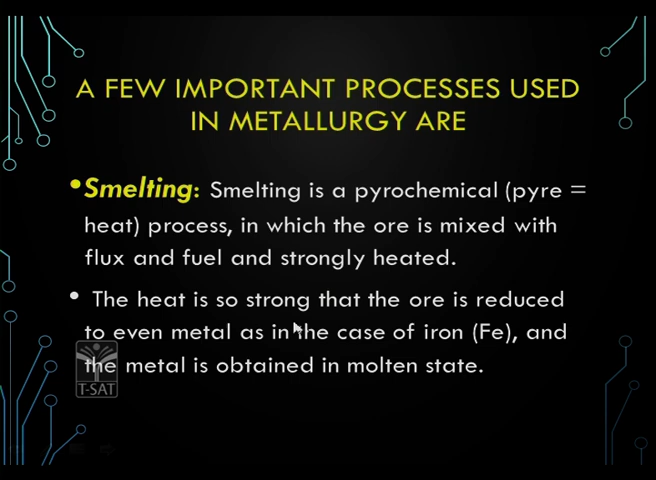 A FEW IMPORTANT PROCESSES USED
IN METALLURGY ARE
•Smelting: Smelting is a pyrochemical (pyre =
heat) process, in which the ore is mixed with
flux and fuel and strongly heated.
• The heat is so strong that the ore is reduced
to even metal as in the case of iron (Fe), and
the metal is obtained in molten state.
T-SAT